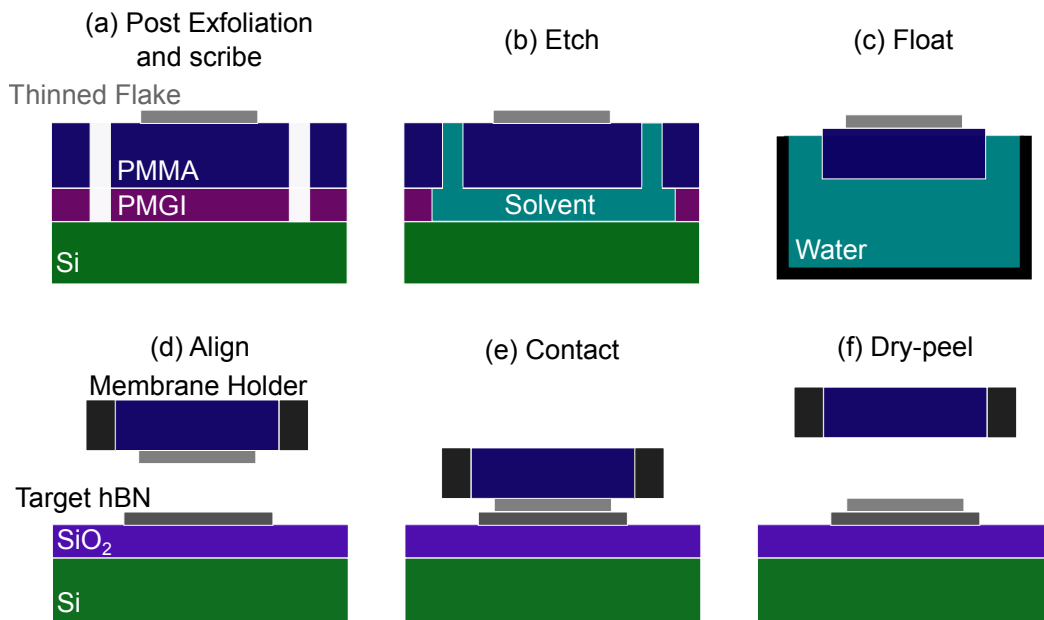 (a) Post Exfoliation
and scribe
(b) Etch
(c) Float
Thinned Flake
PMMA
PMGI
Si
Solvent
Water
(d) Align
(e) Contact
(f) Dry-peel
Membrane Holder
Target hBN
SiO₂
Si